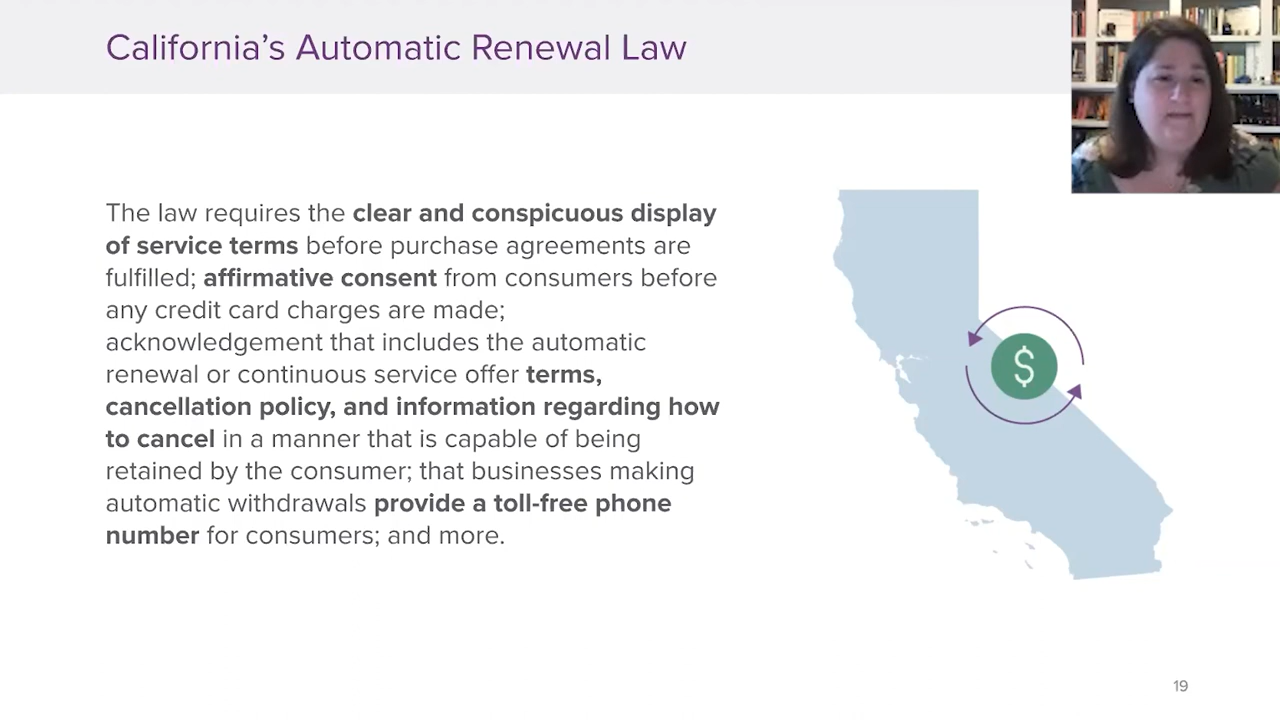 California's Automatic Renewal Law
The law requires the clear and conspicuous display
of service terms before purchase agreements are
fulfilled; affirmative consent from consumers before
any credit card charges are made;
acknowledgement that includes the automatic
renewal or continuous service offer terms,
cancellation policy, and information regarding how
to cancel in a manner that is capable of being
retained by the consumer; that businesses making
automatic withdrawals provide a toll-free phone
number for consumers; and more.
$
19